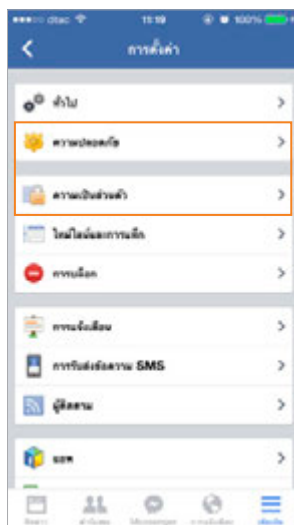 dtac 11:19 100%
การตั้งค่า
ทั่วไป
ความปลอดภัย
ความเป็นส่วนตัว
ไทม์ไลน์และการแท็ก
การบล็อก
การแจ้งเตือน
การรับส่งข้อความ SMS
ผู้ติดตาม
แอพ
Messenger